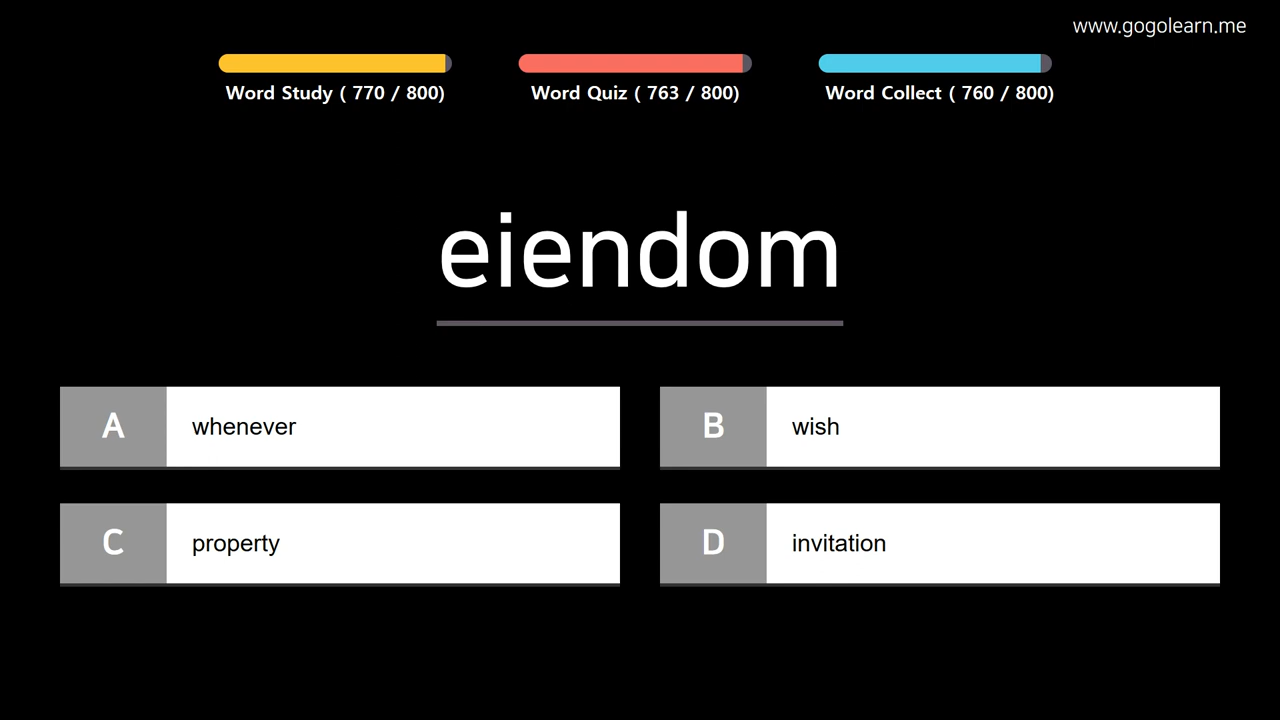 www.gogolearn.me
Word Study ( 770 / 800)
Word Quiz ( 763 / 800)
Word Collect ( 760 / 800)
eiendom
A whenever
B wish
C property
D invitation